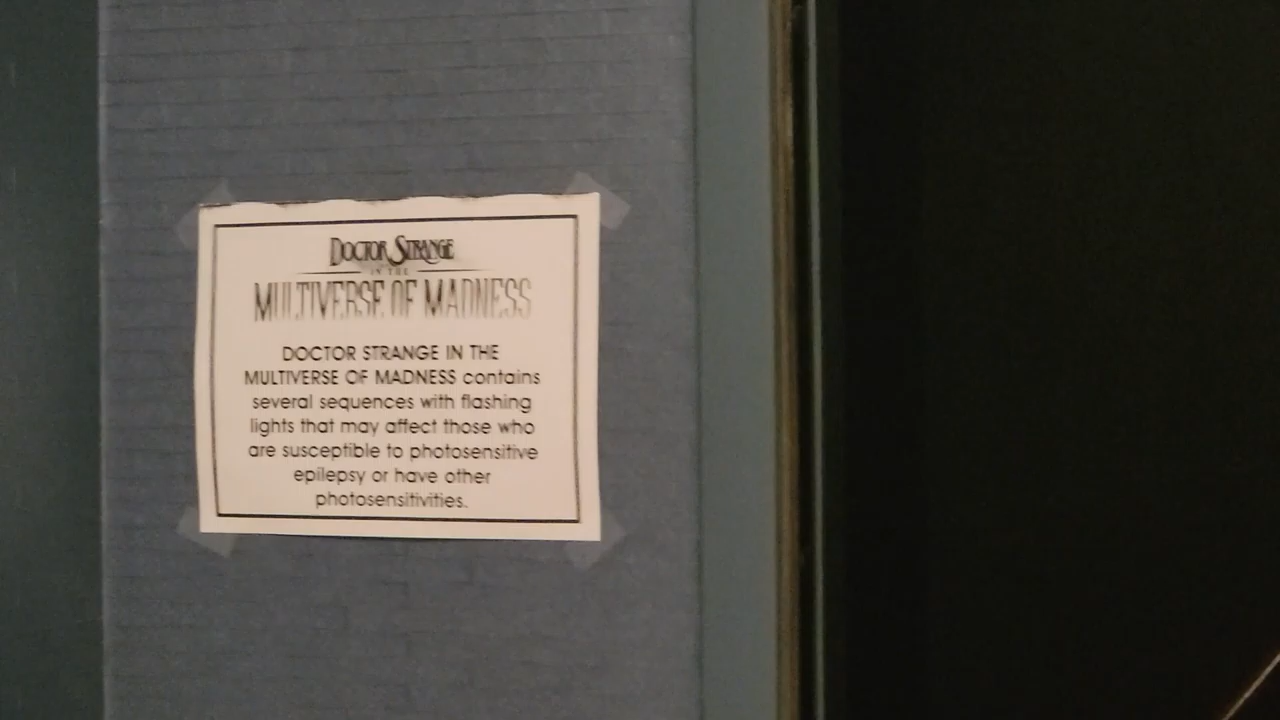 DOCTOR STRANGE
IN THE
MULTIVERSE OF MADNESS
DOCTOR STRANGE IN THE
MULTIVERSE OF MADNESS contains
several sequences with flashing
lights that may affect those who
are susceptible to photosensitive
epilepsy or have other
photosensitivities.